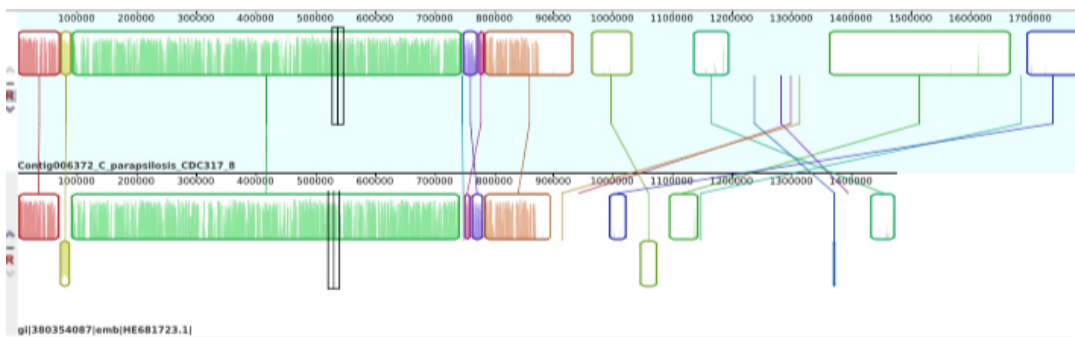 100000 200000 300000 400000 500000 600000 700000 800000 900000 1000000 1100000 1200000 1300000 1400000 1500000 1600000 1700000
R
Contig006372_C_parapsilosis_CDC317_8
100000 200000 300000 400000 500000 600000 700000 800000 900000 1000000 1100000 1200000 1300000 1400000
R
gi|380354087|emb|HE681723.1|